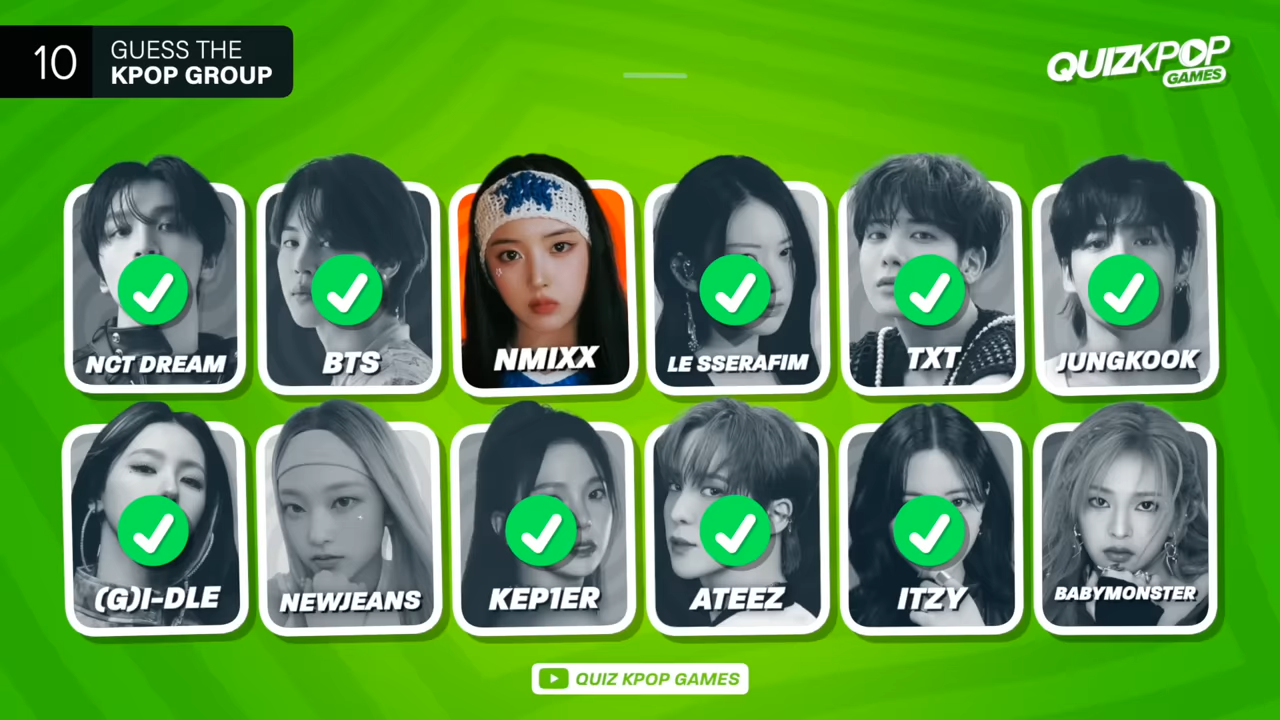 10
GUESS THE
KPOP GROUP
QUIZKPOP
GAMES
NCT DREAM
BTS
NMIXX
LE SSERAFIM
TXT
JUNGKOOK
(G)I-DLE
NEWJEANS
KEP1ER
ATEEZ
ITZY
BABYMONSTER
QUIZ KPOP GAMES